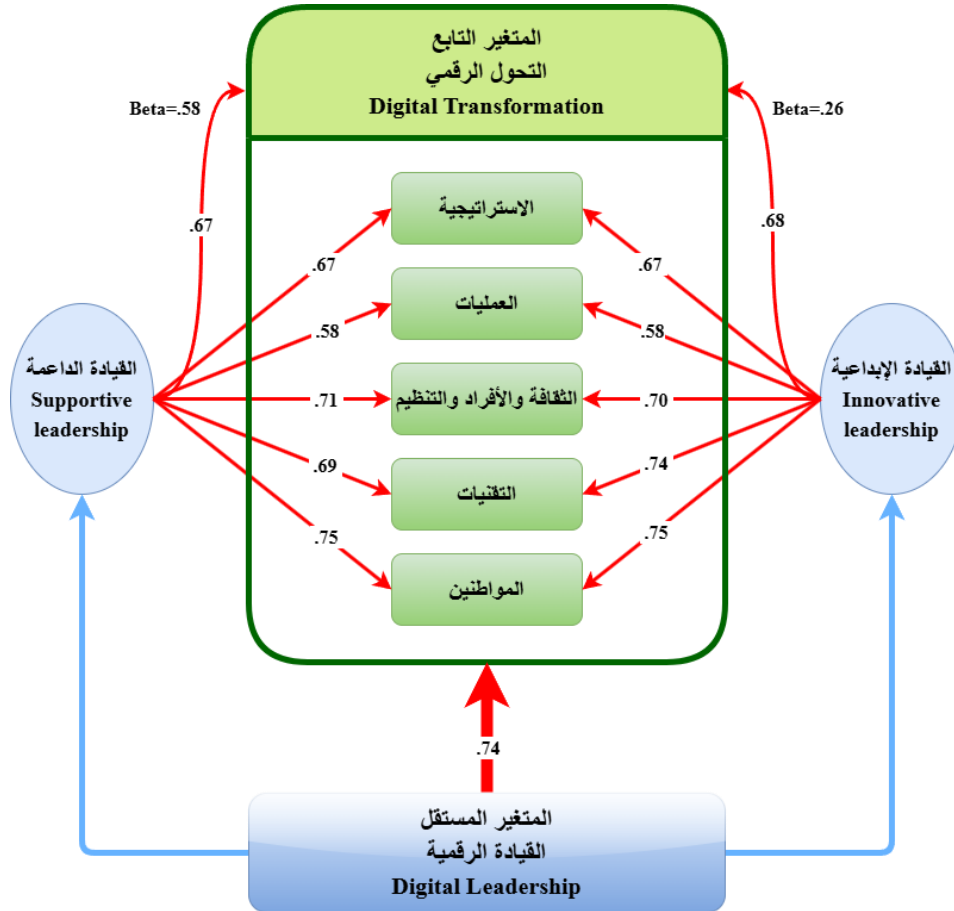 المتغير التابع
التحول الرقمي
Digital Transformation
Beta=.58
Beta=.26
.67
.68
الاستراتيجية
.67
.67
العمليات
.58
.58
الثقافة والأفراد والتنظيم
.71
.70
التقنيات
.69
.74
المواطنين
.75
.75
القيادة الداعمة
Supportive
leadership
القيادة الإبداعية
Innovative
leadership
.74
المتغير المستقل
القيادة الرقمية
Digital Leadership